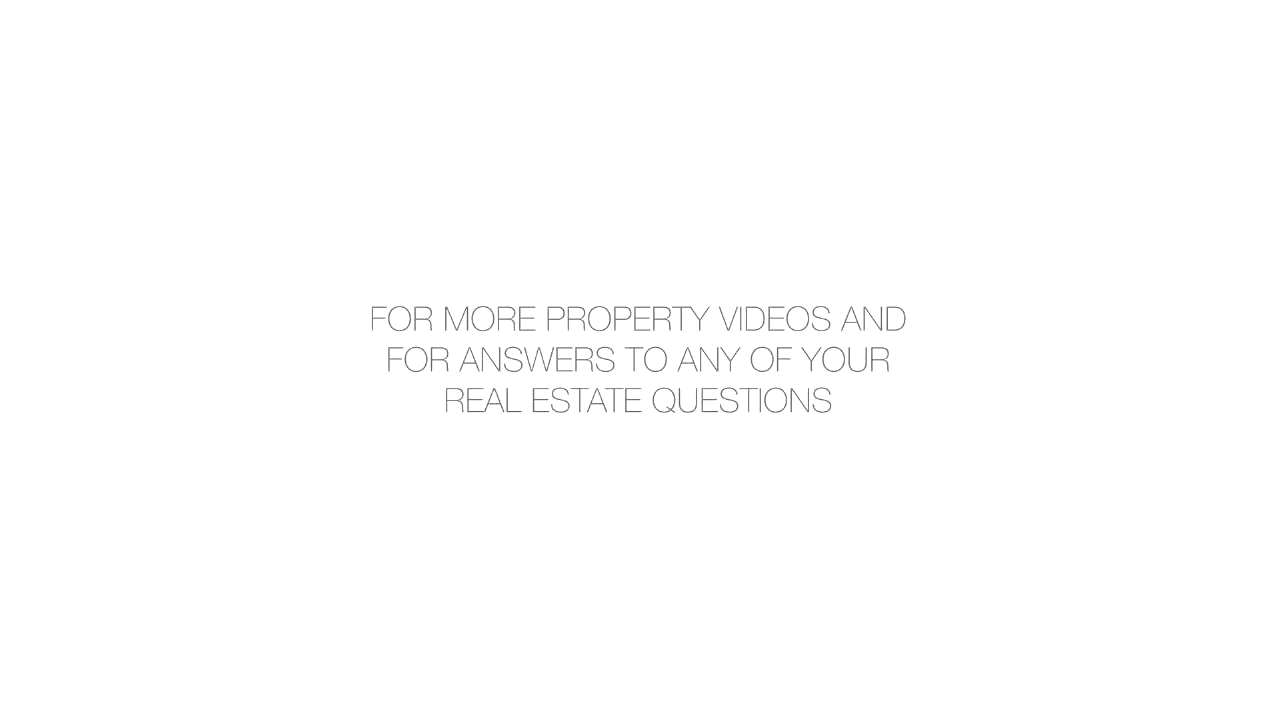 FOR MORE PROPERTY VIDEOS AND
FOR ANSWERS TO ANY OF YOUR
REAL ESTATE QUESTIONS